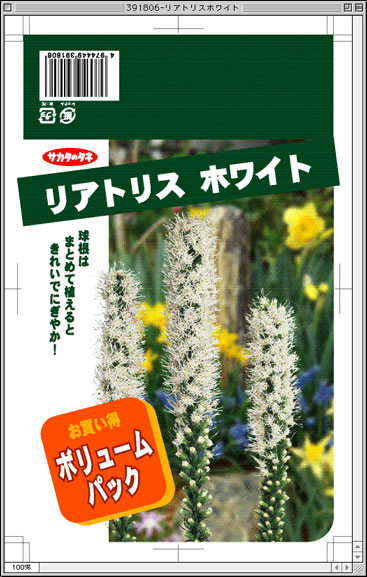 391806-リアトリスホワイト
4 974449 391806
サカタのタネ
リアトリス ホワイト
球根は
まとめて植えると
きれいでにぎやか！
お買い得
ボリューム
パック
100%